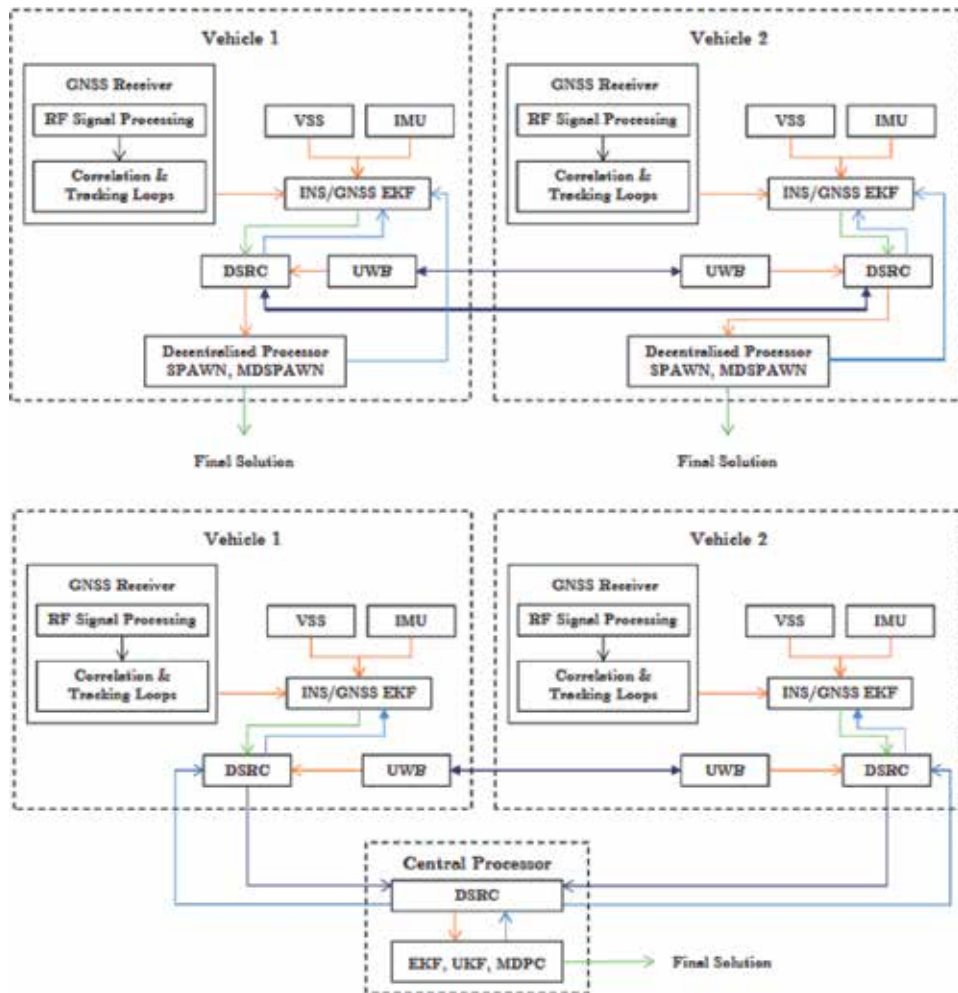 Vehicle 1
GNSS Receiver
RF Signal Processing
Correlation &
Tracking Loops
VSS
IMU
INS/GNSS EKF
DSRC
UWB
Decentralised Processor
SPAWN, MDSPAWN
Final Solution
Vehicle 2
GNSS Receiver
RF Signal Processing
Correlation &
Tracking Loops
VSS
IMU
INS/GNSS EKF
UWB
DSRC
Decentralised Processor
SPAWN, MDSPAWN
Final Solution
Vehicle 1
GNSS Receiver
RF Signal Processing
Correlation &
Tracking Loops
VSS
IMU
INS/GNSS EKF
DSRC
UWB
Vehicle 2
GNSS Receiver
RF Signal Processing
Correlation &
Tracking Loops
VSS
IMU
INS/GNSS EKF
UWB
DSRC
Central Processor
DSRC
EKF, UKF, MDPC
Final Solution